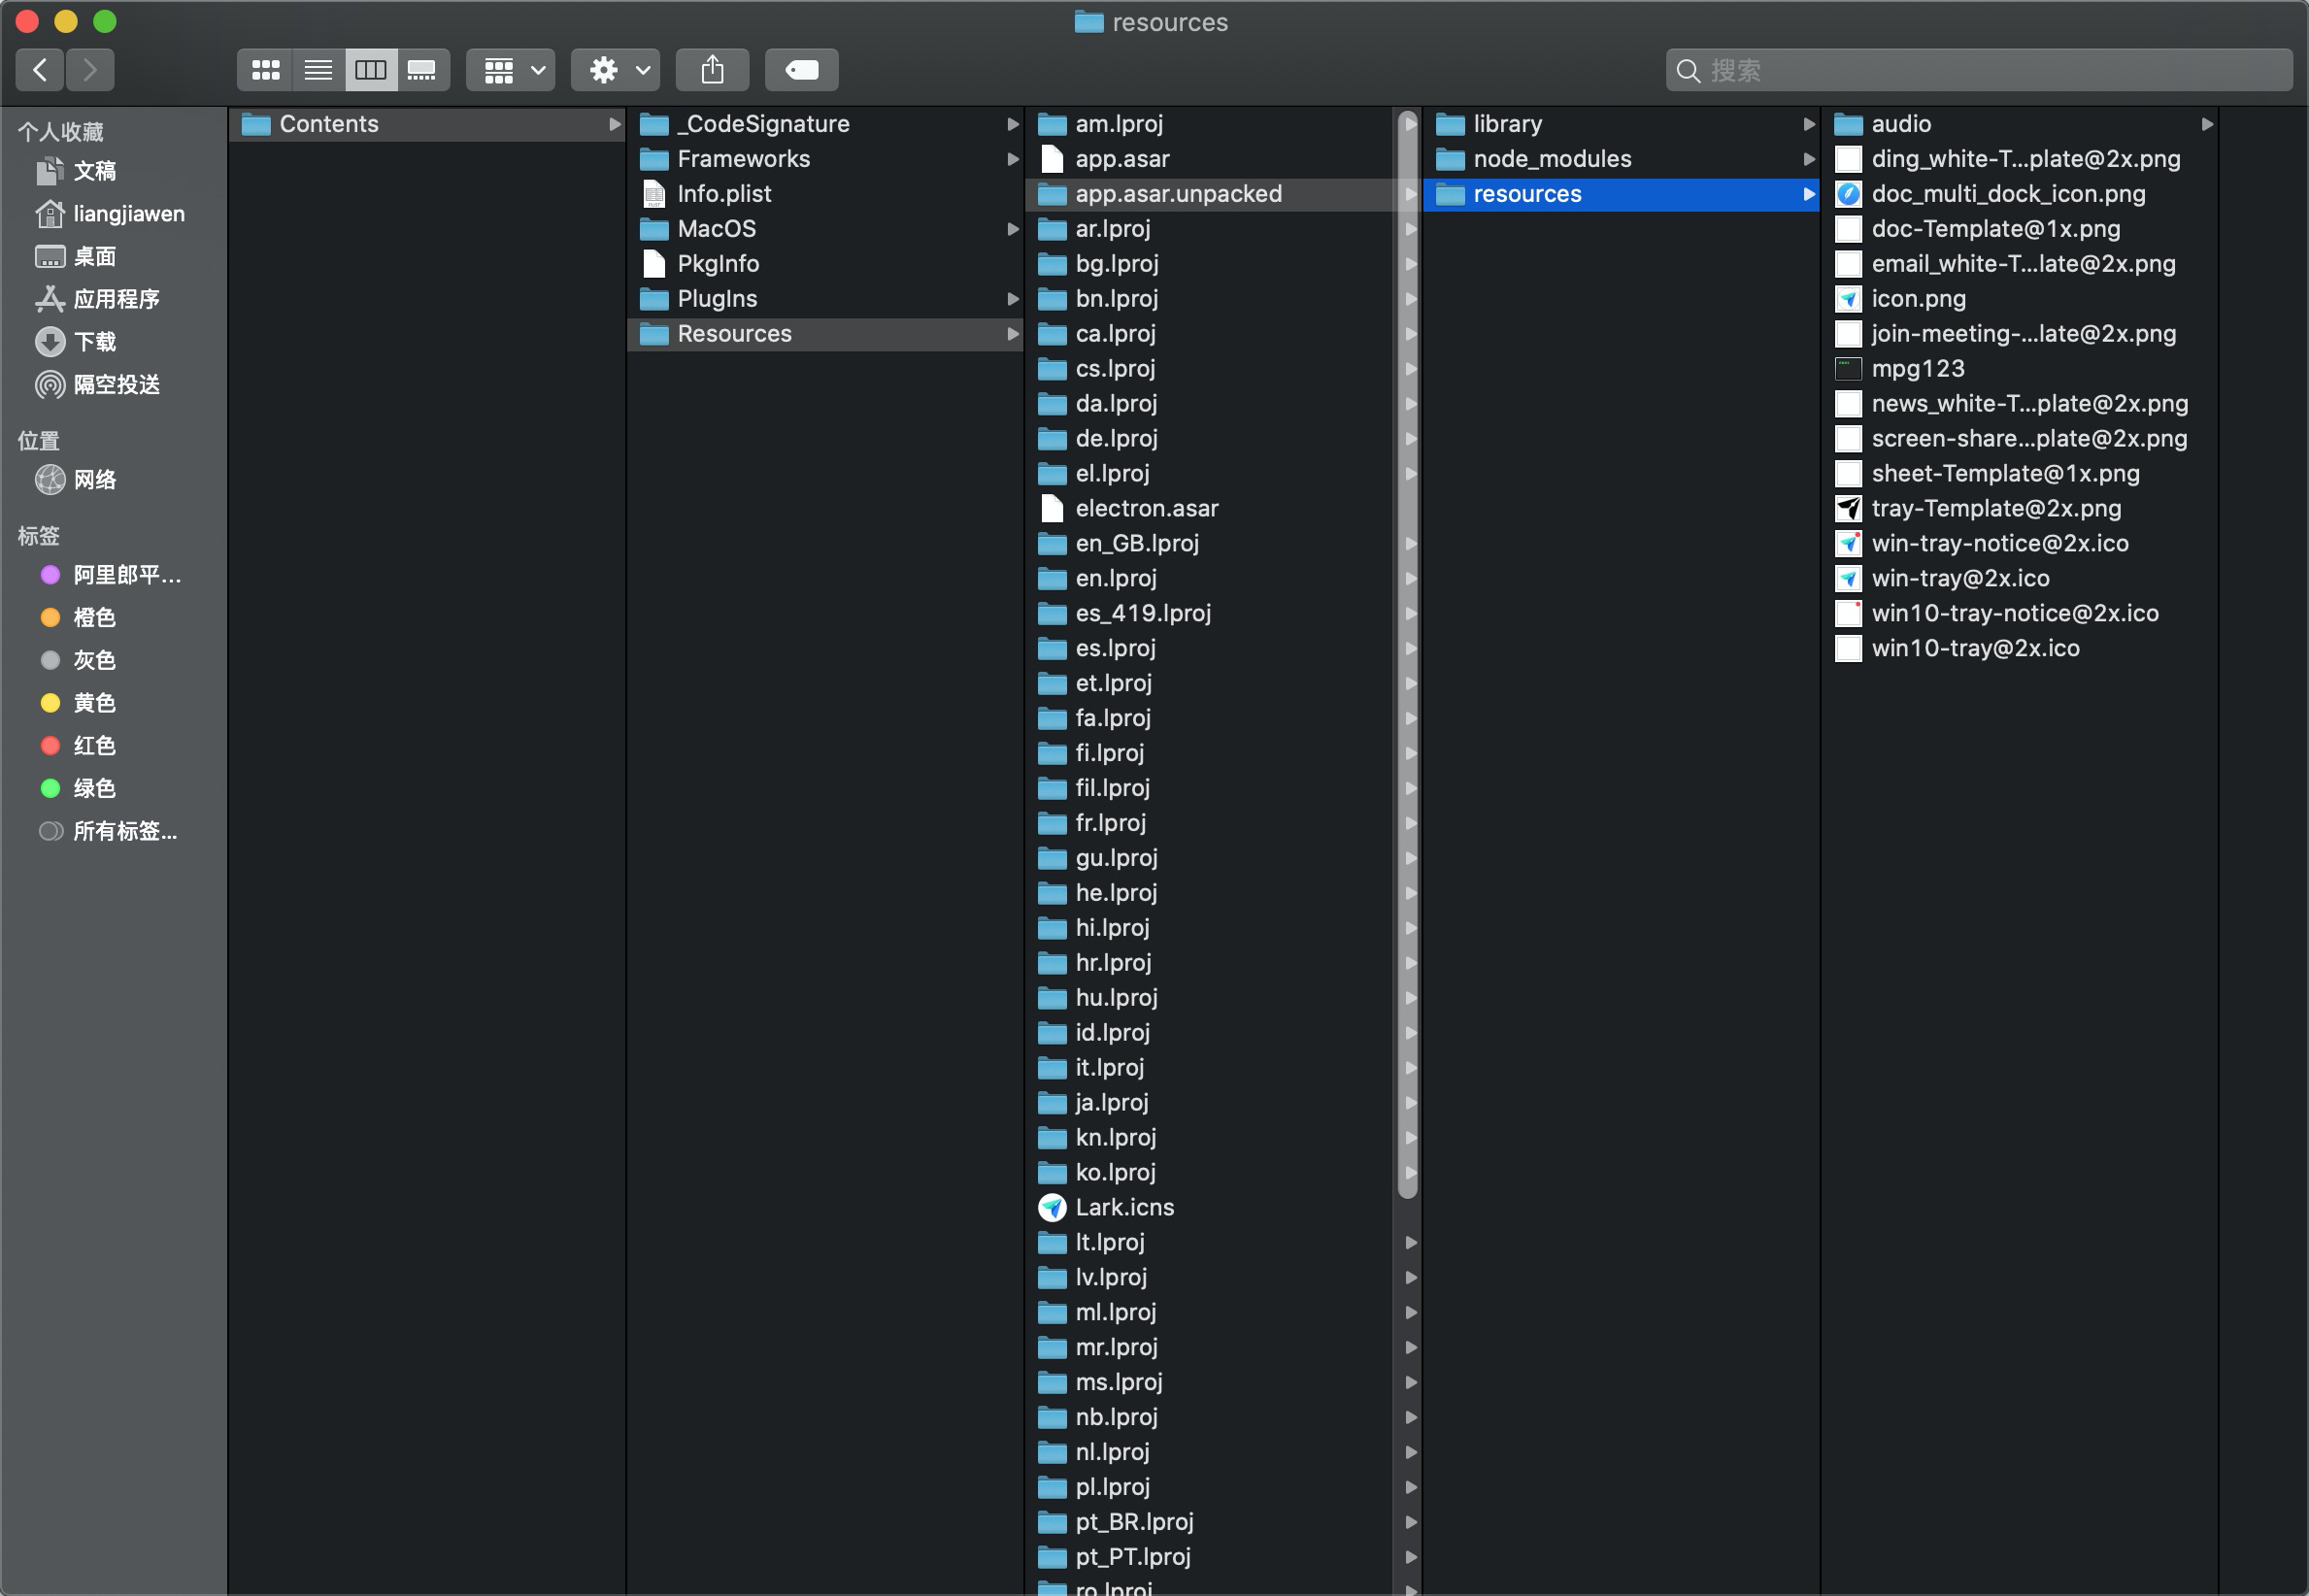 resources
搜索
个人收藏
文稿
liangjiawen
桌面
应用程序
下载
隔空投送
位置
网络
标签
阿里郎平...
橙色
灰色
黄色
红色
绿色
所有标签...
Contents
_CodeSignature
Frameworks
Info.plist
MacOS
PkgInfo
PlugIns
Resources
am.lproj
app.asar
app.asar.unpacked
ar.lproj
bg.lproj
bn.lproj
ca.lproj
cs.lproj
da.lproj
de.lproj
el.lproj
electron.asar
en_GB.lproj
en.lproj
es_419.lproj
es.lproj
et.lproj
fa.lproj
fi.lproj
fil.lproj
fr.lproj
gu.lproj
he.lproj
hi.lproj
hr.lproj
hu.lproj
id.lproj
it.lproj
ja.lproj
kn.lproj
ko.lproj
Lark.icns
lt.lproj
lv.lproj
ml.lproj
mr.lproj
ms.lproj
nb.lproj
nl.lproj
pl.lproj
pt_BR.lproj
pt_PT.lproj
ro.lproj
library
node_modules
resources
audio
ding_white-T...plate@2x.png
doc_multi_dock_icon.png
doc-Template@1x.png
email_white-T...late@2x.png
icon.png
join-meeting-...late@2x.png
mpg123
news_white-T...plate@2x.png
screen-share...plate@2x.png
sheet-Template@1x.png
tray-Template@2x.png
win-tray-notice@2x.ico
win-tray@2x.ico
win10-tray-notice@2x.ico
win10-tray@2x.ico